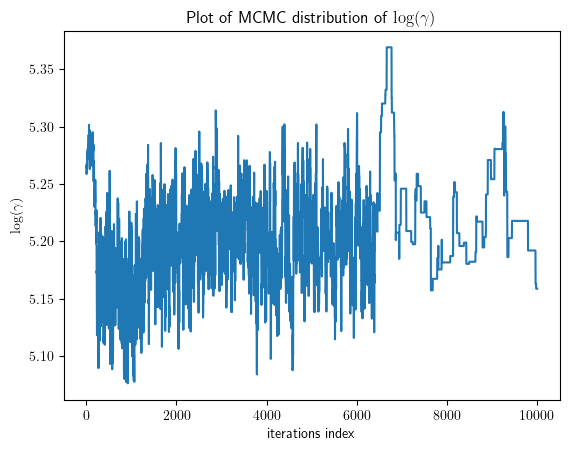 Plot of MCMC distribution of log(γ)
log(γ)
5.35
5.30
5.25
5.20
5.15
5.10
0 2000 4000 6000 8000 10000
iterations index